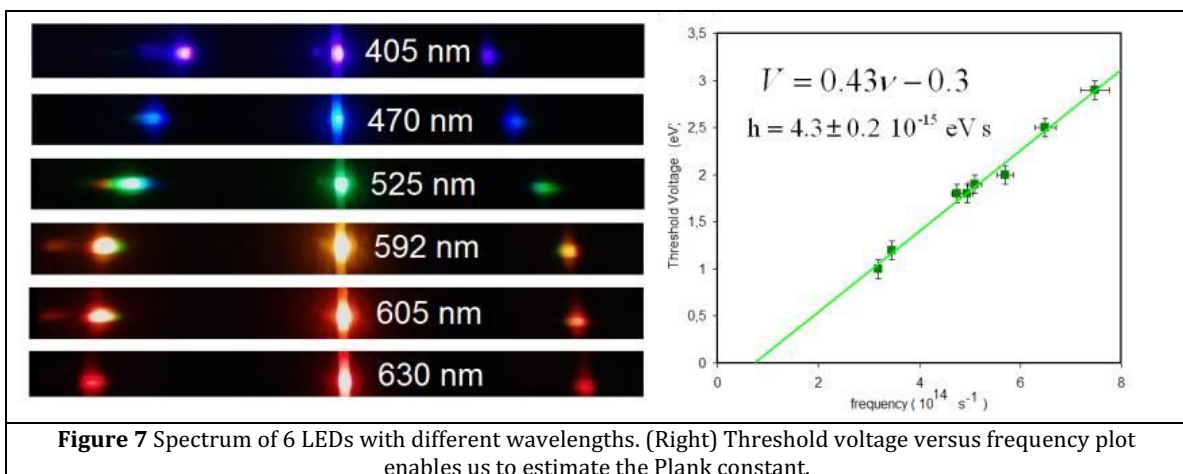 405 nm
470 nm
525 nm
592 nm
605 nm
630 nm
3,5
3
2,5
2
1,5
1
0,5
0
Threshold Voltage (eV;
V = 0.43ν − 0.3
h = 4.3 ± 0.2 10⁻¹⁵ eV s
0 2 4 6 8
frequency ( 10¹⁴ s⁻¹ )
Figure 7 Spectrum of 6 LEDs with different wavelengths. (Right) Threshold voltage versus frequency plot
enables us to estimate the Plank constant.